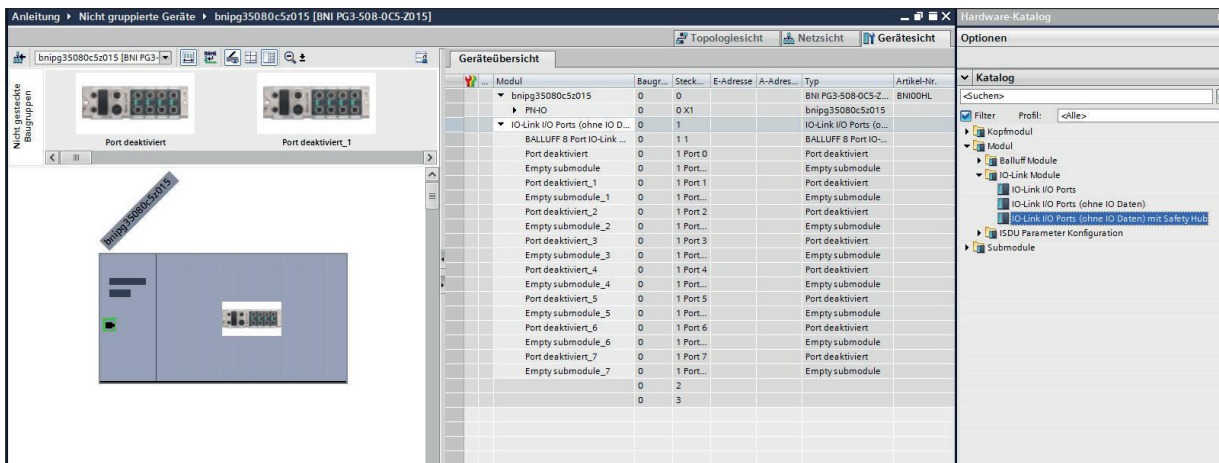 Anleitung ▸ Nicht gruppierte Geräte ▸ bnipg35080c5z015 [BNI PG3-508-0C5-Z015]
Hardware-Katalog
Topologiesicht Netzsicht Gerätesicht
Optionen
bnipg35080c5z015 [BNI PG3-
Geräteübersicht
Nicht gesteckte Baugruppen
Port deaktiviert
Port deaktiviert_1
bnipg35080c5z015
... Modul Baugr... Steck... E-Adresse A-Adres... Typ Artikel-Nr.
bnipg35080c5z015 0 0 BNI PG3-508-0C5-Z... BNI00HL
PN-IO 0 0 X1 bnipg35080c5z015
IO-Link I/O Ports (ohne IO D... 0 1 IO-Link I/O Ports (o...
BALLUFF 8 Port IO-Link ... 0 1 1 BALLUFF 8 Port IO-...
Port deaktiviert 0 1 Port 0 Port deaktiviert
Empty submodule 0 1 Port... Empty submodule
Port deaktiviert_1 0 1 Port 1 Port deaktiviert
Empty submodule_1 0 1 Port... Empty submodule
Port deaktiviert_2 0 1 Port 2 Port deaktiviert
Empty submodule_2 0 1 Port... Empty submodule
Port deaktiviert_3 0 1 Port 3 Port deaktiviert
Empty submodule_3 0 1 Port... Empty submodule
Port deaktiviert_4 0 1 Port 4 Port deaktiviert
Empty submodule_4 0 1 Port... Empty submodule
Port deaktiviert_5 0 1 Port 5 Port deaktiviert
Empty submodule_5 0 1 Port... Empty submodule
Port deaktiviert_6 0 1 Port 6 Port deaktiviert
Empty submodule_6 0 1 Port... Empty submodule
Port deaktiviert_7 0 1 Port 7 Port deaktiviert
Empty submodule_7 0 1 Port... Empty submodule
0 2
0 3
Katalog
<Suchen>
Filter Profil: <Alle>
Kopfmodul
Modul
Balluff Module
IO-Link Module
IO-Link I/O Ports
IO-Link I/O Ports (ohne IO Daten)
IO-Link I/O Ports (ohne IO Daten) mit Safety Hub
ISDU Parameter Konfiguration
Submodule